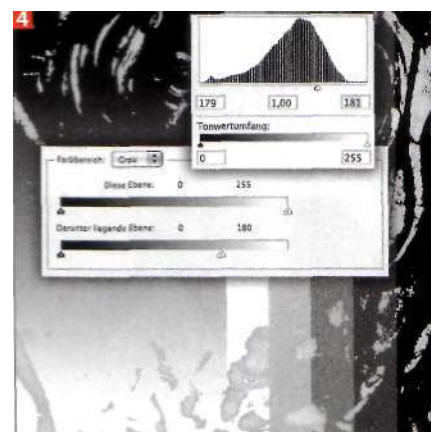 4
179 1,00 181
Tonwertumfang:
0 255
Farbbereich: Grau
Diese Ebene: 0 255
Darunter liegende Ebene: 0 180